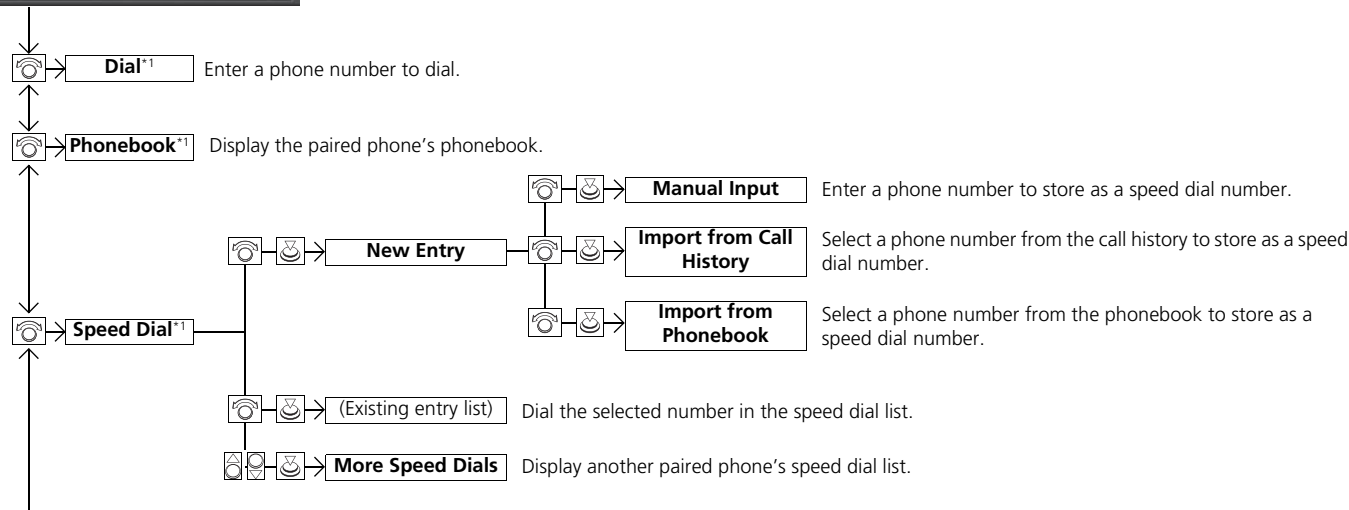 Dial*1
Enter a phone number to dial.
Phonebook*1
Display the paired phone’s phonebook.
Manual Input
Enter a phone number to store as a speed dial number.
New Entry
Import from Call
History
Select a phone number from the call history to store as a speed
dial number.
Import from
Phonebook
Select a phone number from the phonebook to store as a
speed dial number.
Speed Dial*1
(Existing entry list)
Dial the selected number in the speed dial list.
More Speed Dials
Display another paired phone’s speed dial list.